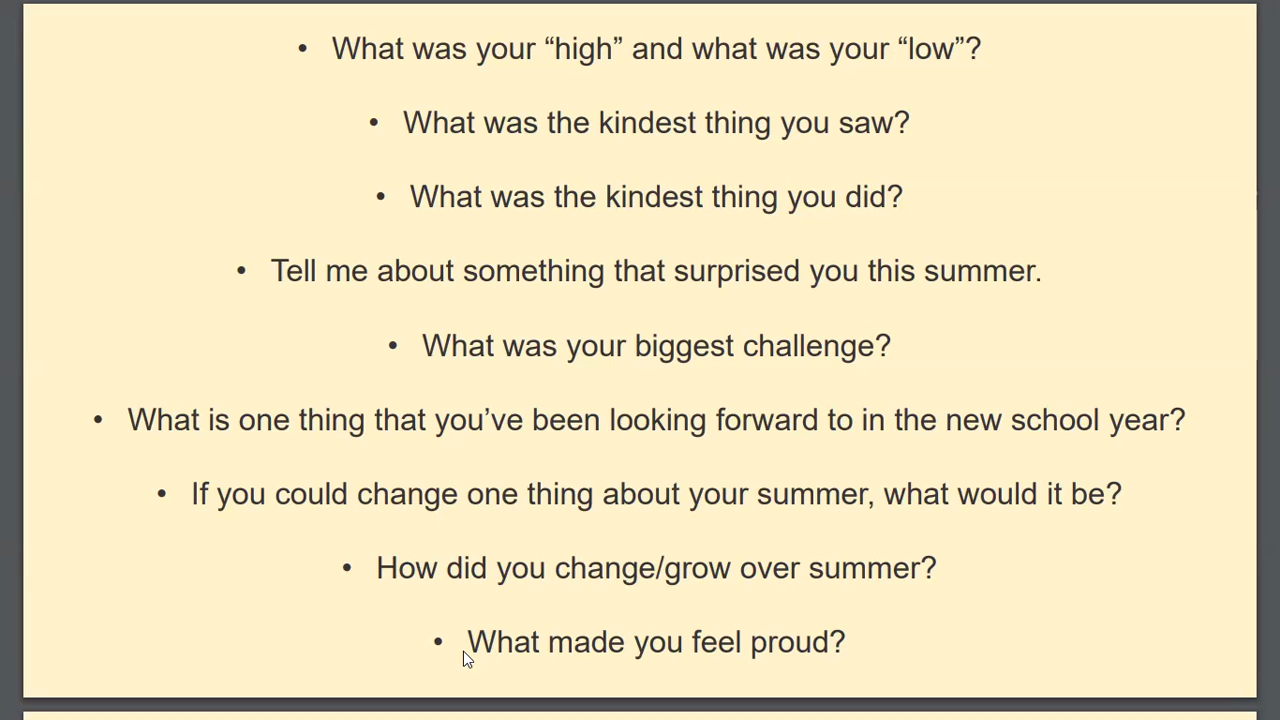 • What was your “high” and what was your “low”?
• What was the kindest thing you saw?
• What was the kindest thing you did?
• Tell me about something that surprised you this summer.
• What was your biggest challenge?
• What is one thing that you’ve been looking forward to in the new school year?
• If you could change one thing about your summer, what would it be?
• How did you change/grow over summer?
• What made you feel proud?